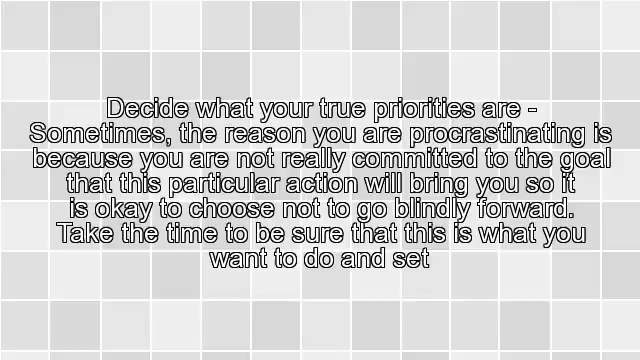 Decide what your true priorities are -
Sometimes, the reason you are procrastinating is
because you are not really committed to the goal
that this particular action will bring you so it
is okay to choose not to go blindly forward.
Take the time to be sure that this is what you
want to do and set